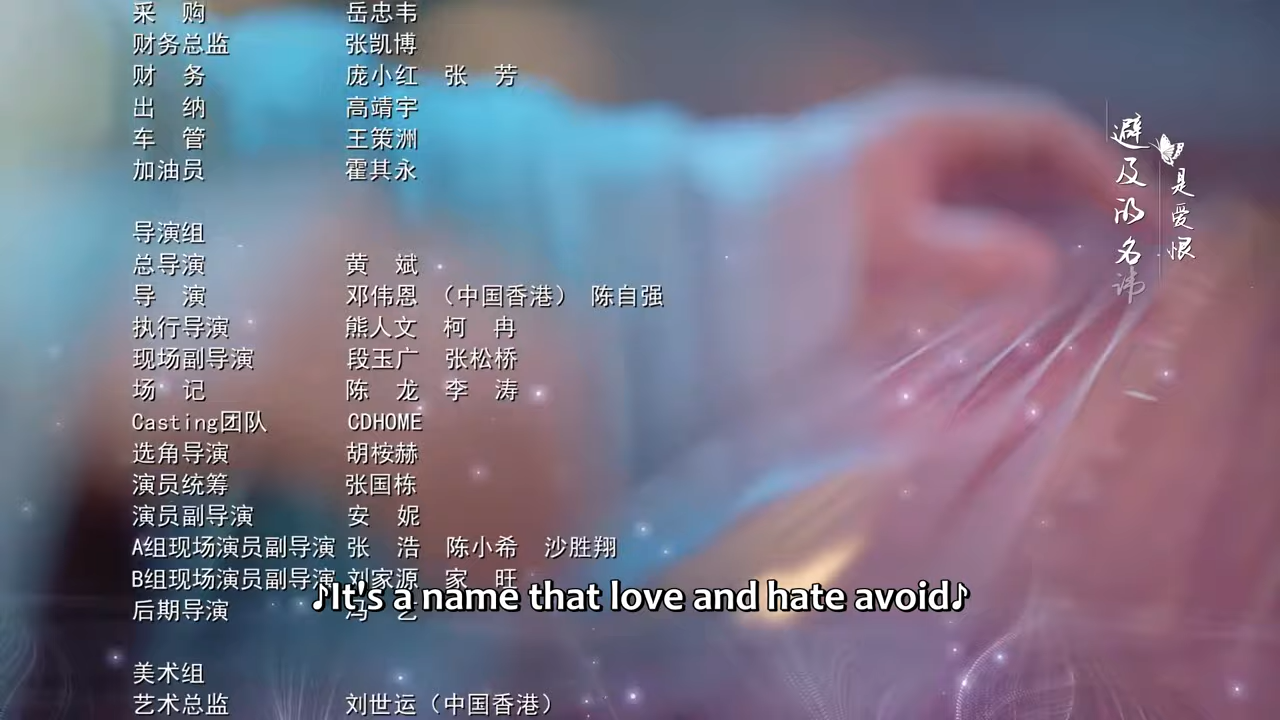 采 购 岳忠韦
财务总监 张凯博
财 务 庞小红 张 芳
出 纳 高靖宇
车 管 王策洲
加油员 霍其永
导演组
总导演 黄 斌
导 演 邓伟恩 （中国香港） 陈自强
执行导演 熊人文 柯 冉
现场副导演 段玉广 张松桥
场 记 陈 龙 李 涛
Casting团队 CDHOME
选角导演 胡桉赫
演员统筹 张国栋
演员副导演 安 妮
A组现场演员副导演 张 浩 陈小希 沙胜翔
B组现场演员副导演 刘家源 家 旺
后期导演 冯
美术组
艺术总监 刘世运（中国香港）
是爱恨
避及的名讳
♪It's a name that love and hate avoid♪